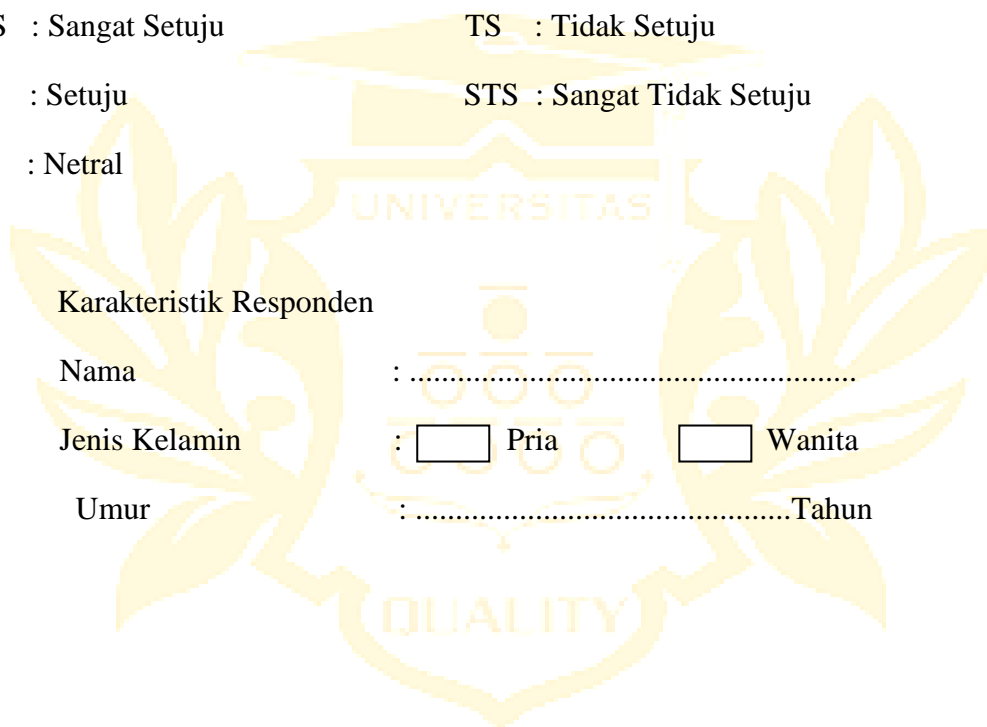 S : Sangat Setuju TS : Tidak Setuju
: Setuju STS : Sangat Tidak Setuju
: Netral
UNIVERSITAS
Karakteristik Responden
Nama : ........................................................
Jenis Kelamin : Pria Wanita
Umur : ...............................................Tahun
QUALITY